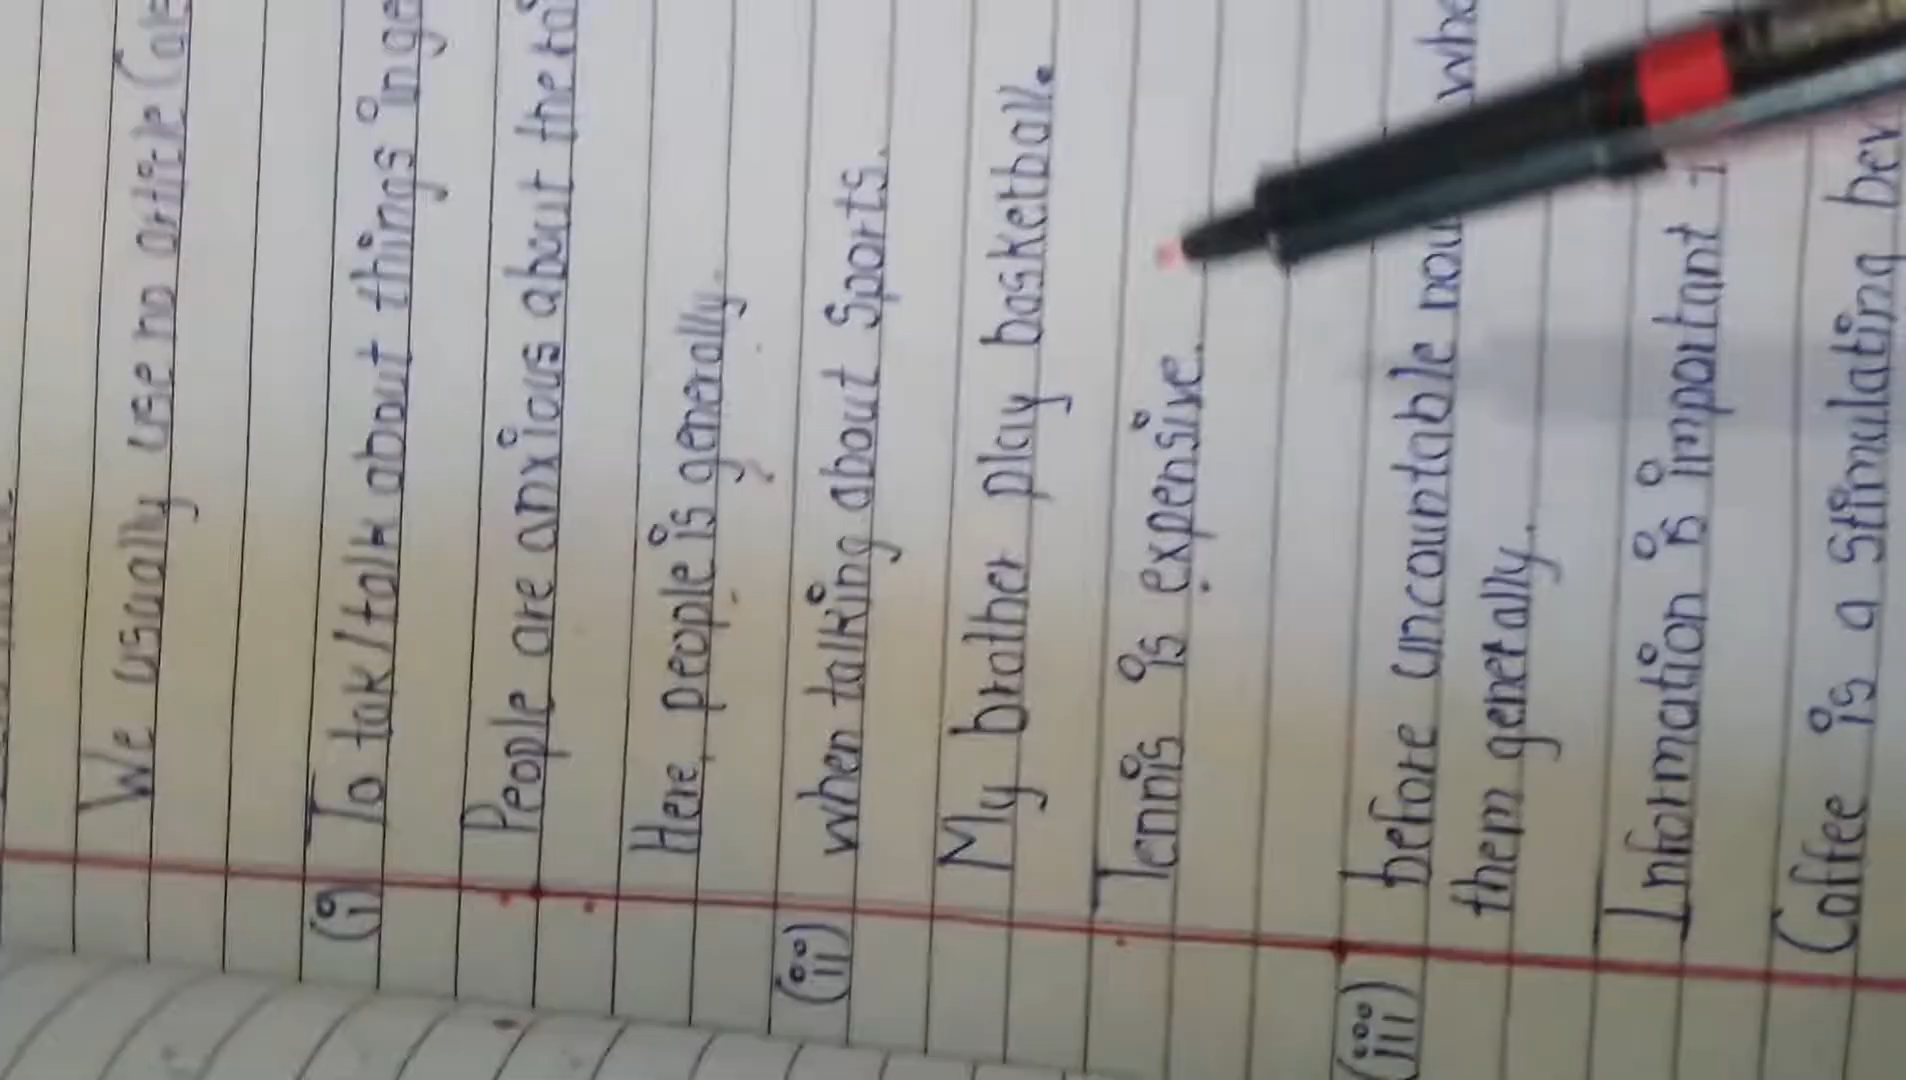 We usually use no article
(i) To tak/talk about things in
People are anxious about the
Here, people is generally.
(ii) when talking about Sports.
My brother play basketball.
Tennis is expensive.
(iii) before uncountable
them generally.
Information is important
Coffee is a Stimulating